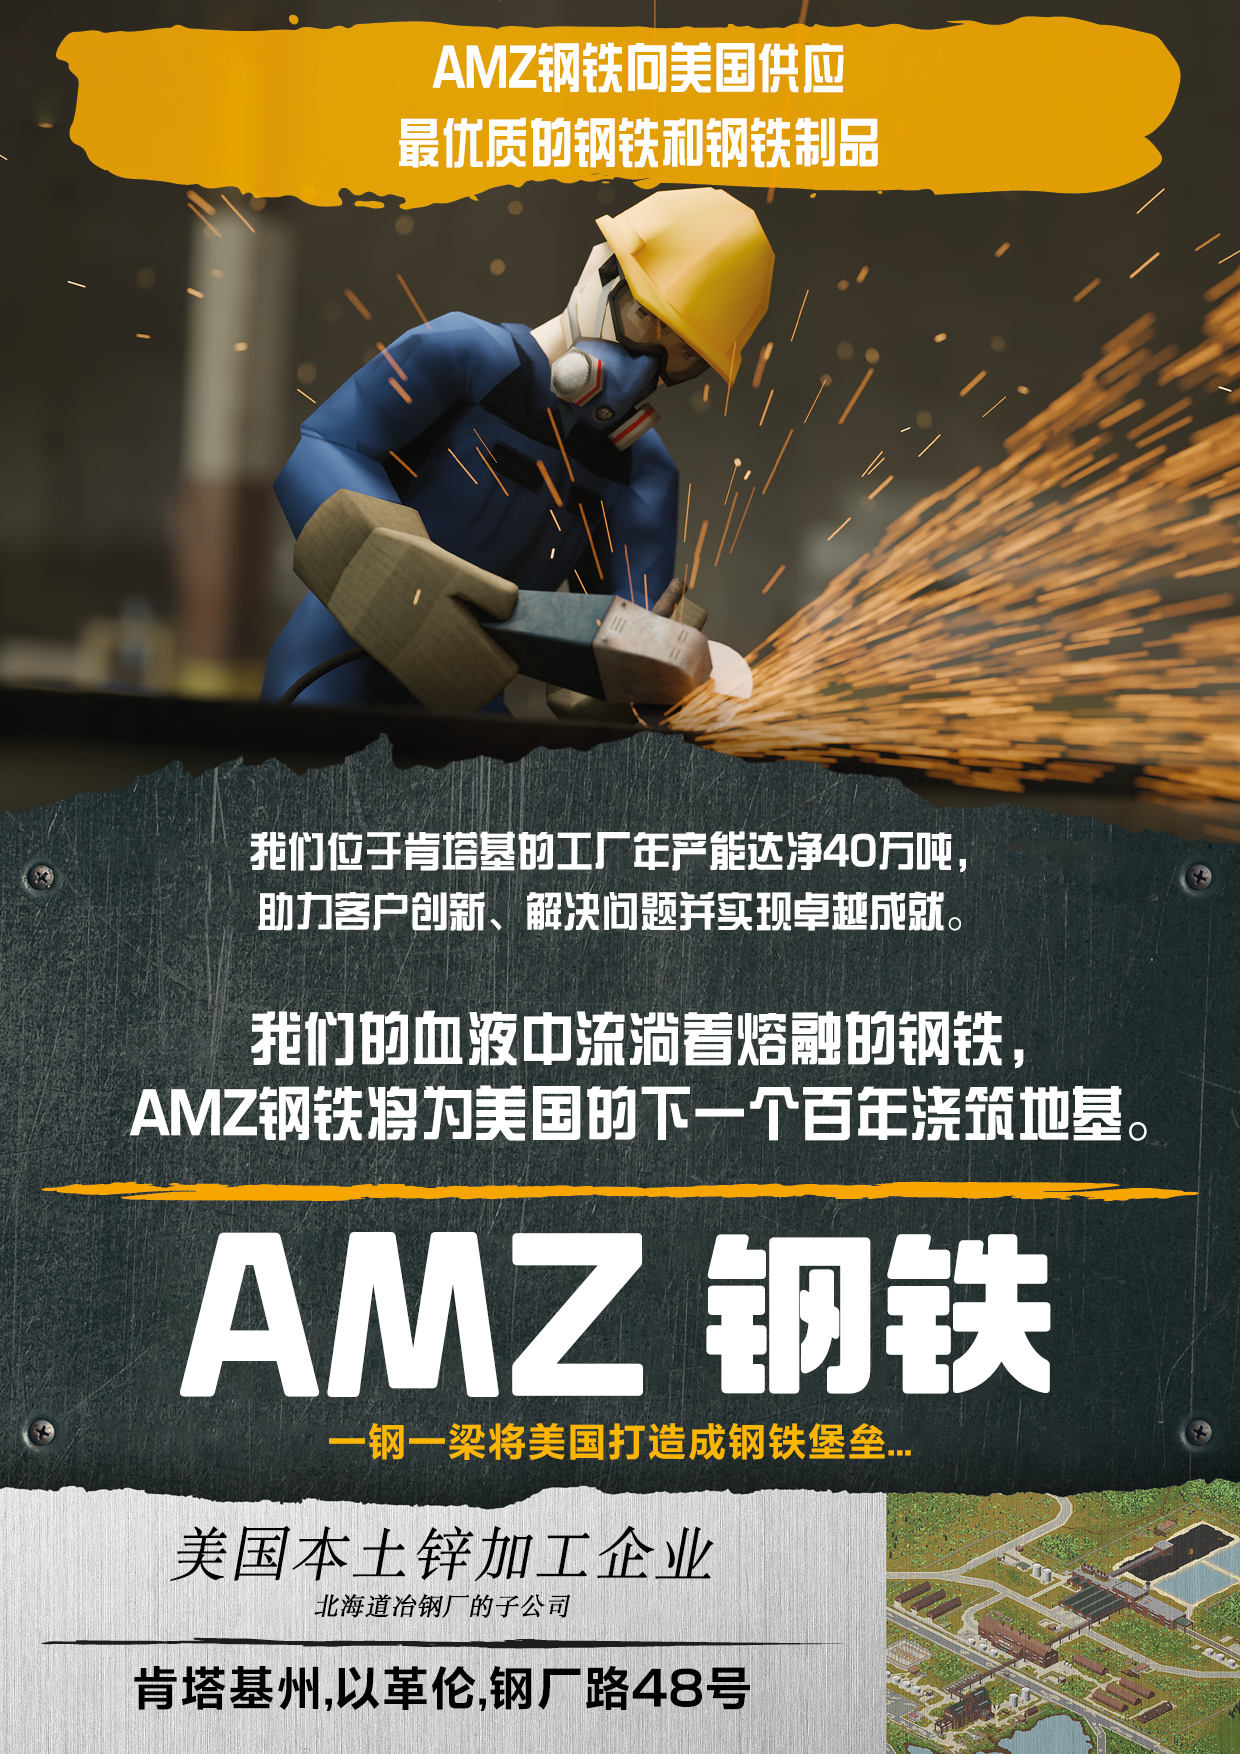 AMZ钢铁向美国供应
最优质的钢铁和钢铁制品
我们位于肯塔基的工厂年产能达净40万吨，
助力客户创新、解决问题并实现卓越成就。
我们的血液中流淌着熔融的钢铁，
AMZ钢铁将为美国的下一个百年浇筑地基。
AMZ 钢铁
一钢一梁将美国打造成钢铁堡垒...
美国本土锌加工企业
北海道冶钢厂的子公司
肯塔基州,以革伦,钢厂路48号